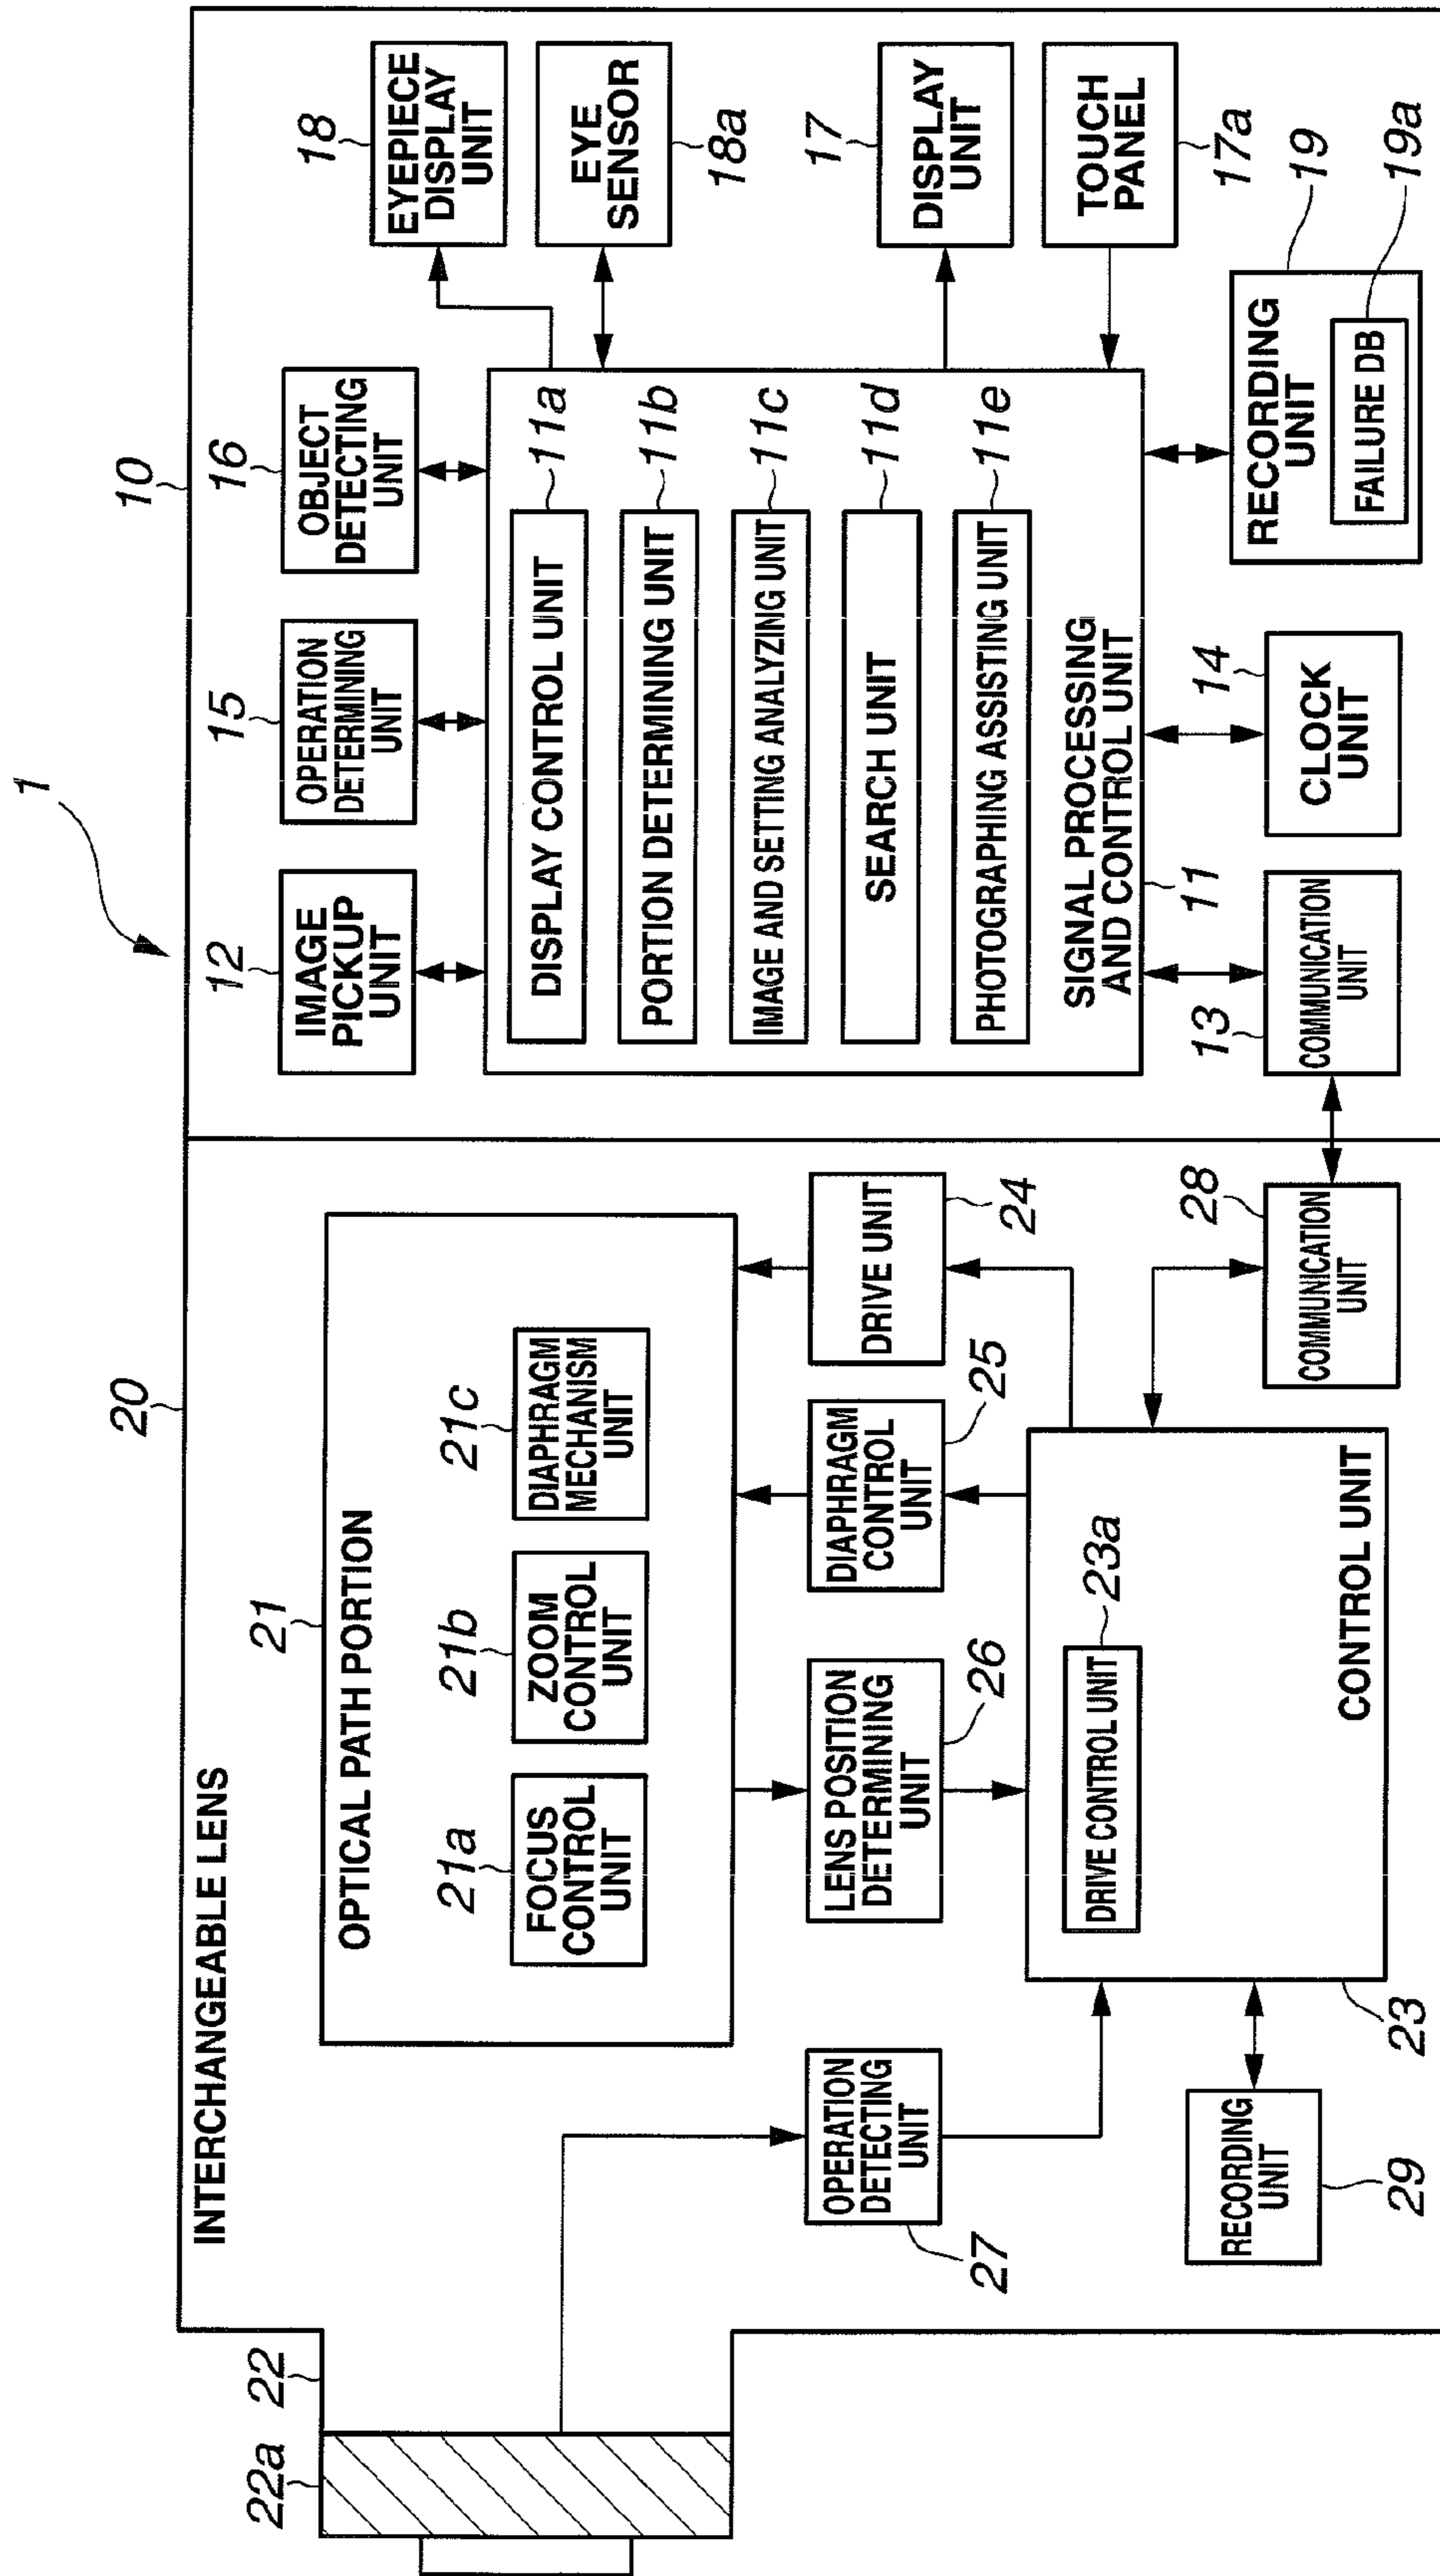 1
20
10
INTERCHANGEABLE LENS
22a
22
21
OPTICAL PATH PORTION
21a
FOCUS
CONTROL
UNIT
21b
ZOOM
CONTROL
UNIT
21c
DIAPHRAGM
MECHANISM
UNIT
27
OPERATION
DETECTING
UNIT
LENS POSITION
DETERMINING
UNIT
26
DIAPHRAGM
CONTROL
UNIT
25
DRIVE UNIT
24
DRIVE CONTROL UNIT
23a
CONTROL UNIT
23
RECORDING
UNIT
29
28
COMMUNICATION
UNIT
12
IMAGE
PICKUP
UNIT
15
OPERATION
DETERMINING
UNIT
16
OBJECT
DETECTING
UNIT
18
EYEPIECE
DISPLAY
UNIT
EYE
SENSOR
18a
DISPLAY CONTROL UNIT
11a
PORTION DETERMINING UNIT
11b
IMAGE AND SETTING ANALYZING UNIT
11c
SEARCH UNIT
11d
PHOTOGRAPHING ASSISTING UNIT
11e
SIGNAL PROCESSING
AND CONTROL UNIT
11
17
DISPLAY
UNIT
TOUCH
PANEL
17a
13
COMMUNICATION
UNIT
14
CLOCK
UNIT
RECORDING
UNIT
19
FAILURE DB
19a